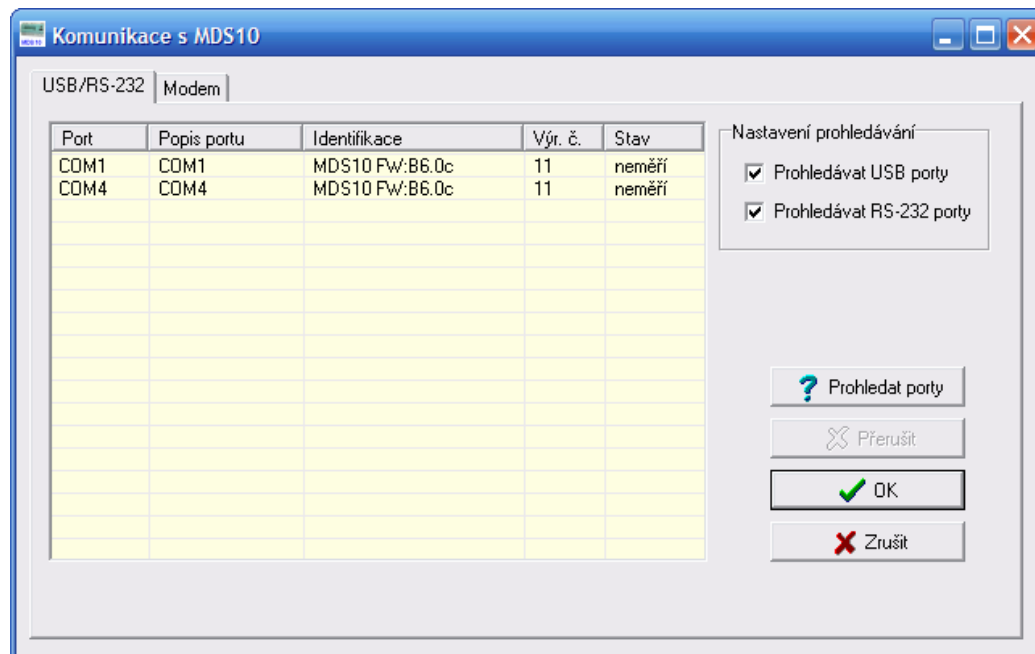 Komunikace s MDS10
USB/RS-232 Modem
Port Popis portu Identifikace Výr. č. Stav
COM1 COM1 MDS10 FW:B6.0c 11 neměří
COM4 COM4 MDS10 FW:B6.0c 11 neměří
Nastavení prohledávání
Prohledávat USB porty
Prohledávat RS-232 porty
Prohledat porty
Přerušit
OK
Zrušit